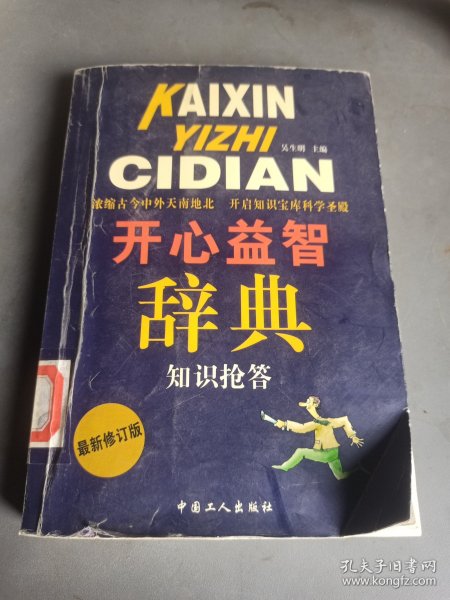 KAIXIN
YIZHI
吴生明 主编
CIDIAN
浓缩古今中外天南地北 开启知识宝库科学圣殿
开心益智
辞典
知识抢答
最新修订版
中国工人出版社
孔夫子旧书网
www.kongfz.com